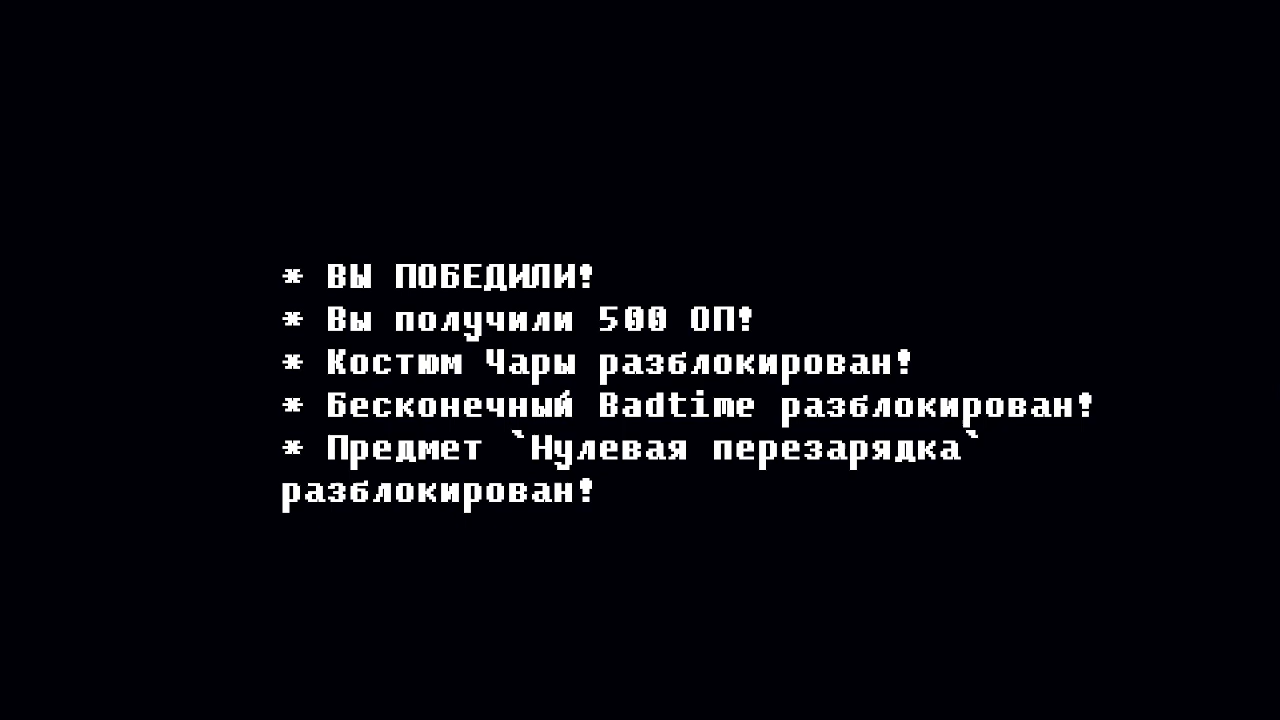 * ВЫ ПОБЕДИЛИ!
* Вы получили 500 ОП!
* Костюм Чары разблокирован!
* Бесконечный Badtime разблокирован!
* Предмет `Нулевая перезарядка`
разблокирован!